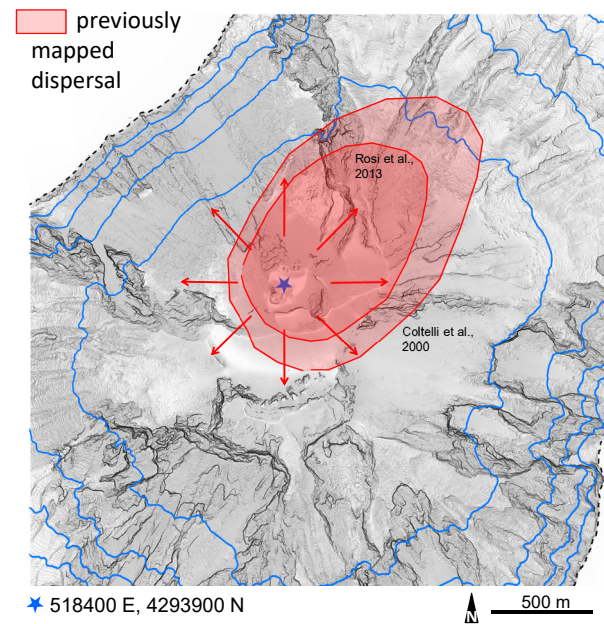 previously
mapped
dispersal
Rosi et al.,
2013
Coltelli et al.,
2000
518400 E, 4293900 N
N
500 m